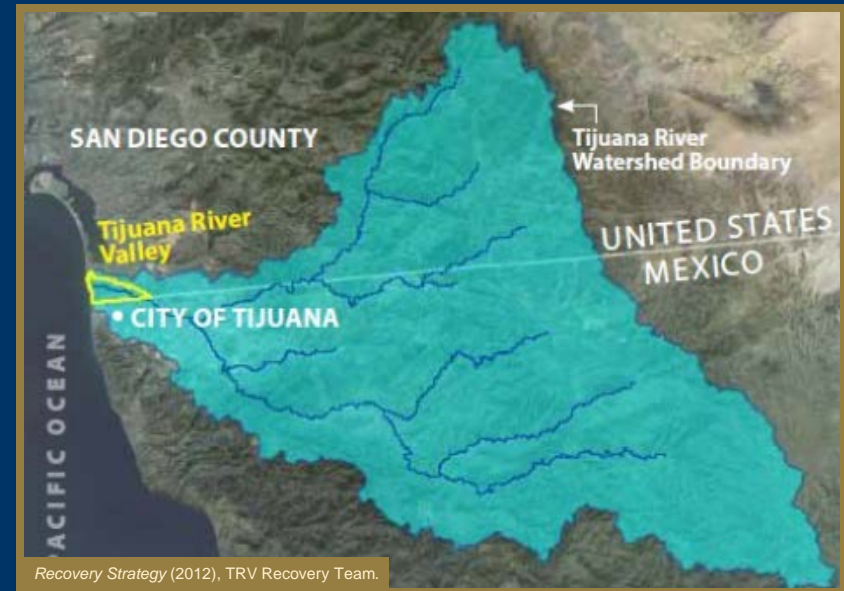 SAN DIEGO COUNTY
Tijuana River
Watershed Boundary
Tijuana River
Valley
UNITED STATES
MEXICO
• CITY OF TIJUANA
PACIFIC OCEAN
Recovery Strategy (2012), TRV Recovery Team.